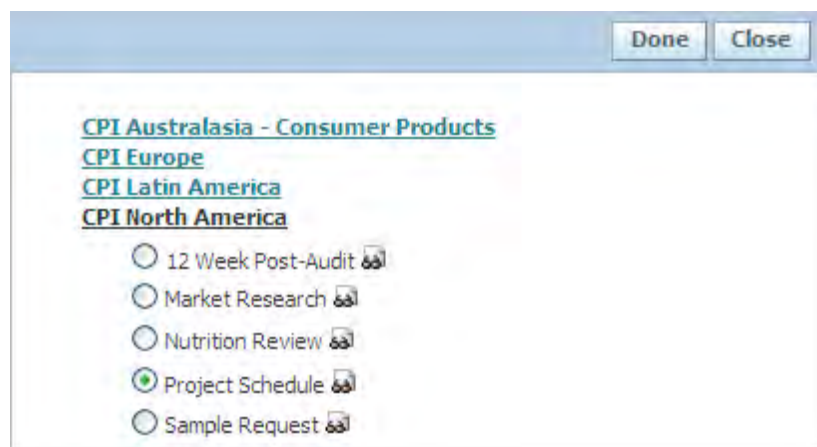 Done Close
CPI Australasia - Consumer Products
CPI Europe
CPI Latin America
CPI North America
12 Week Post-Audit
Market Research
Nutrition Review
Project Schedule
Sample Request